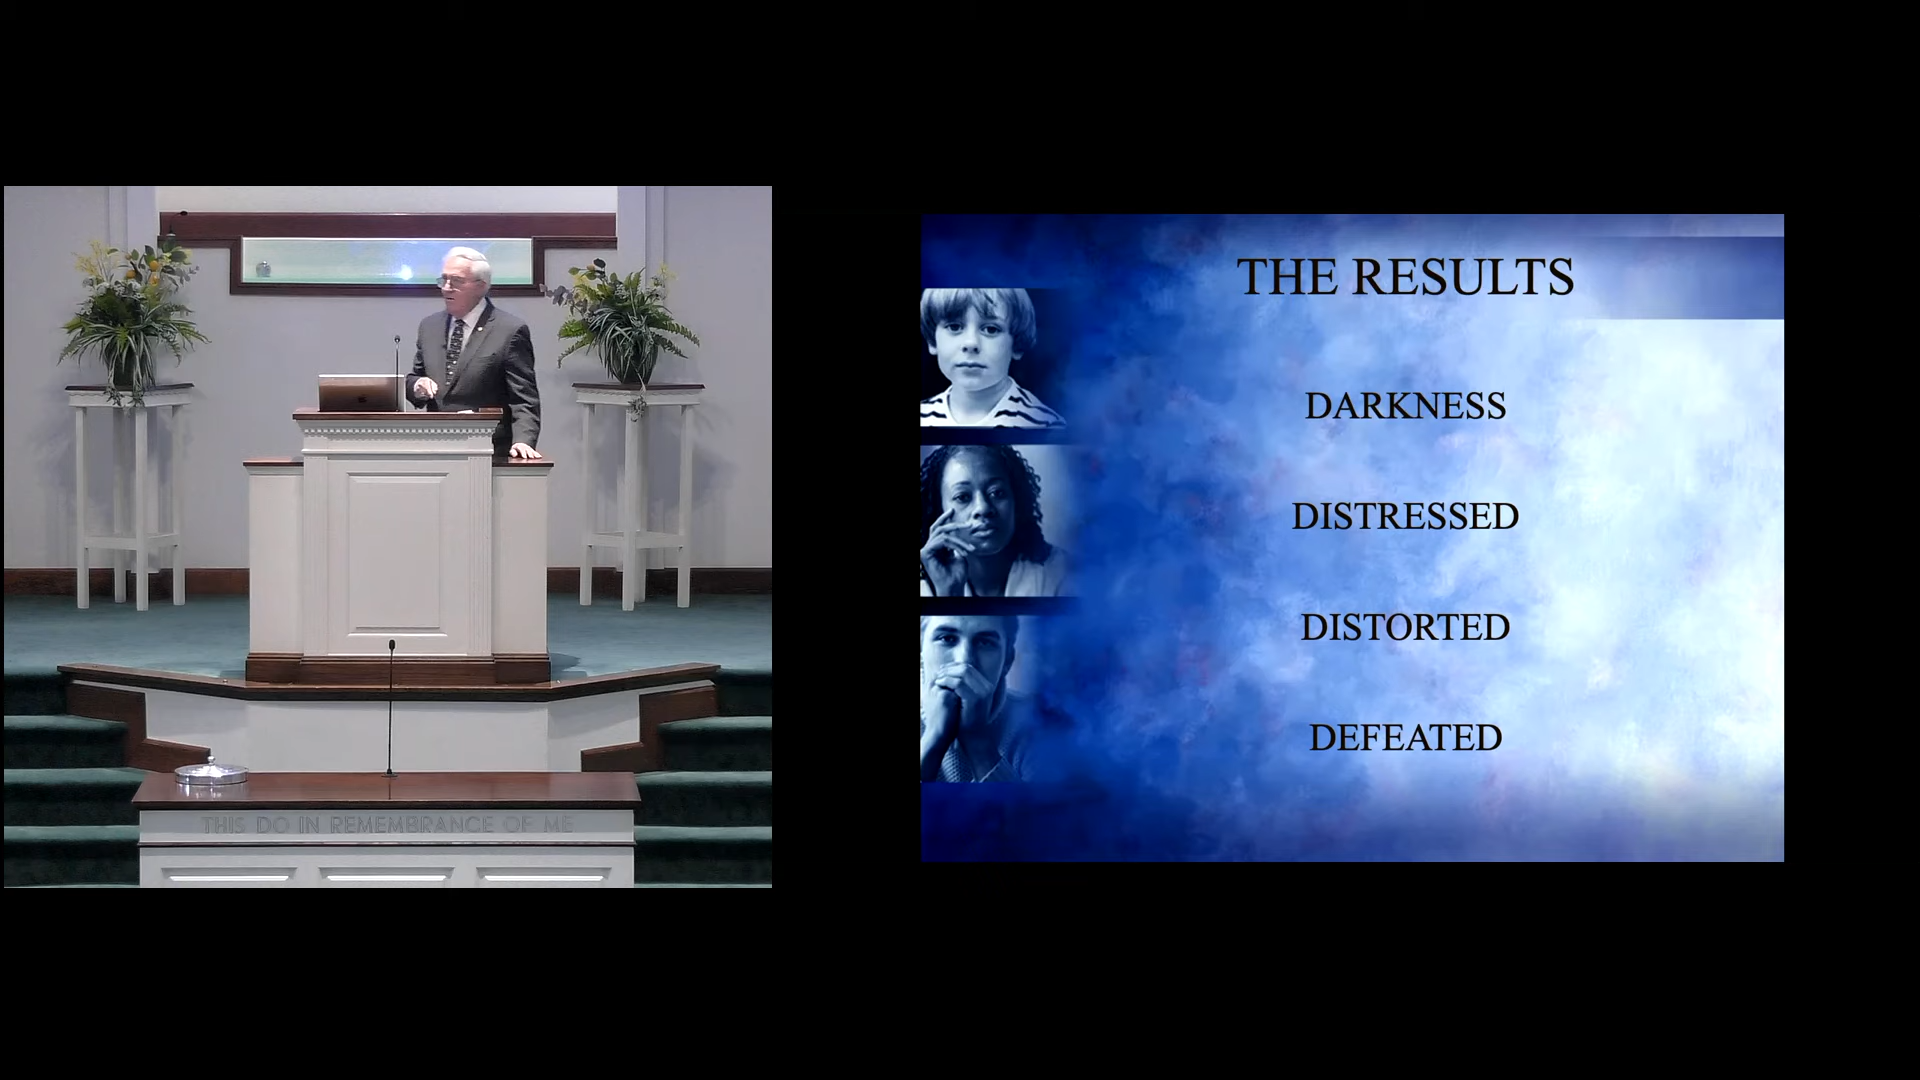 THIS DO IN REMEMBRANCE OF ME
THE RESULTS
DARKNESS
DISTRESSED
DISTORTED
DEFEATED